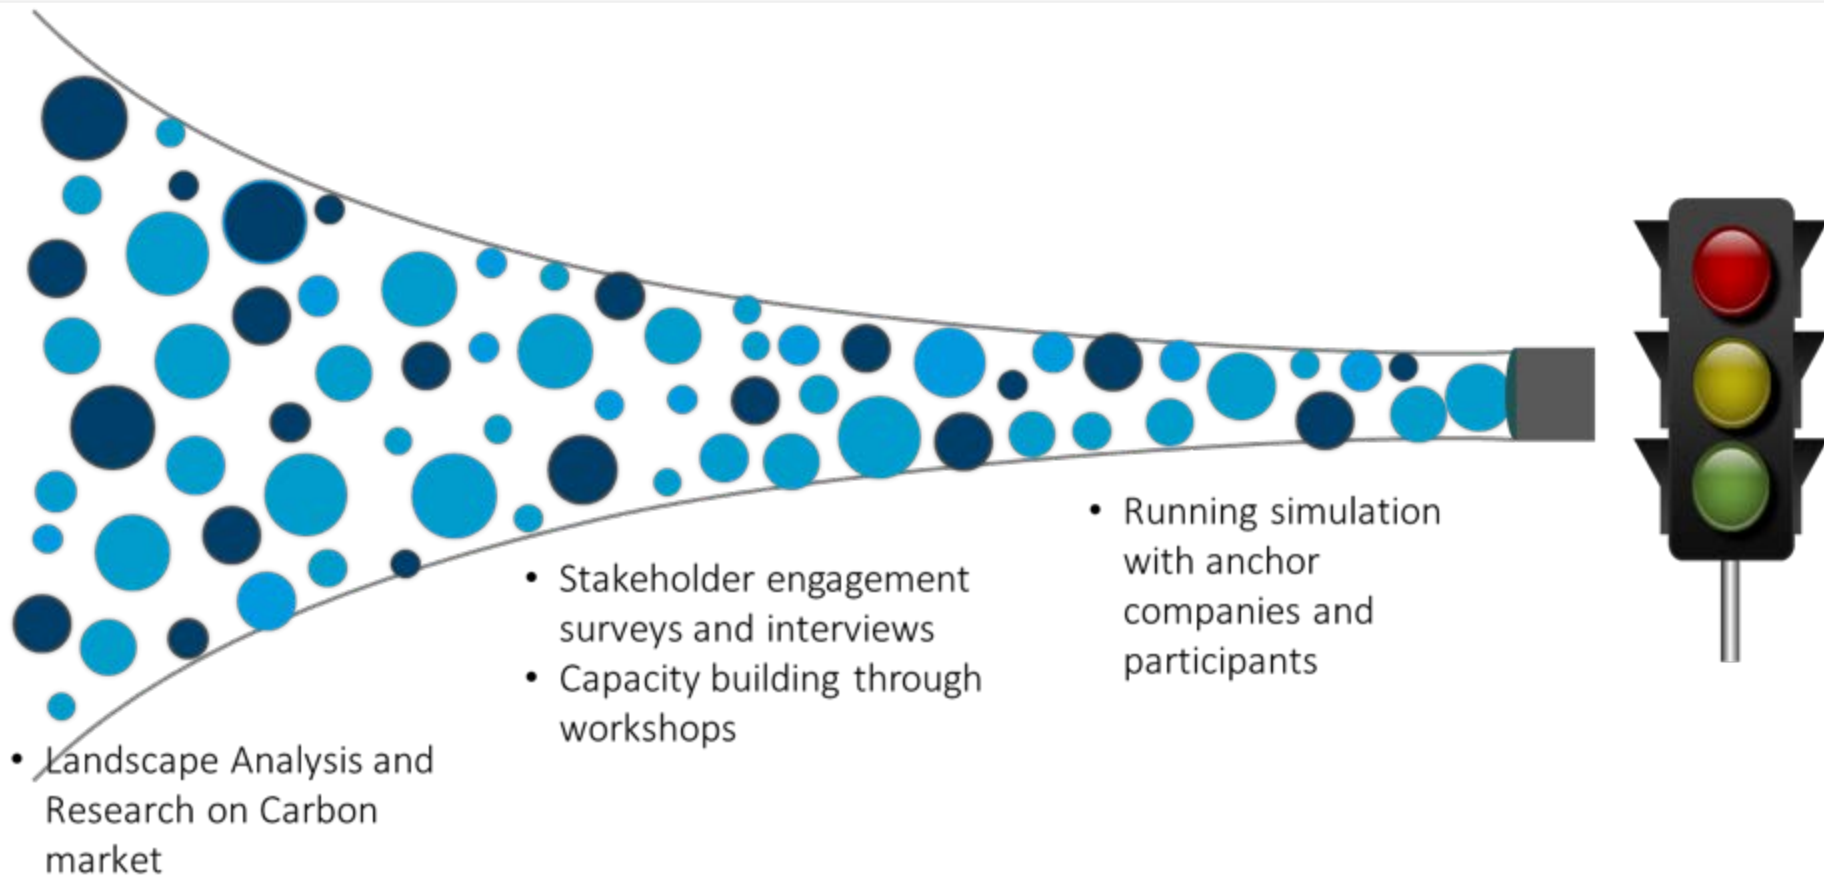 • Running simulation
with anchor
companies and
participants
• Stakeholder engagement
surveys and interviews
• Capacity building through
workshops
• Landscape Analysis and
Research on Carbon
market